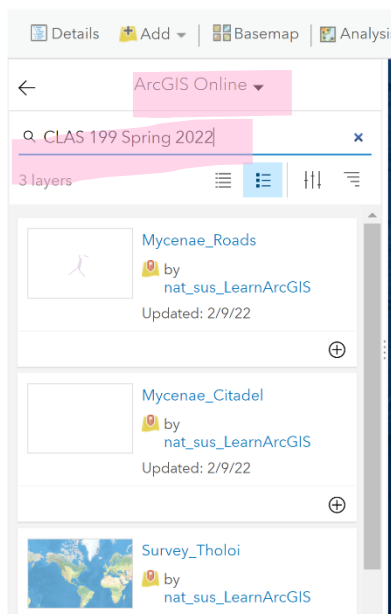 Details Add Basemap Analysi
ArcGIS Online
CLAS 199 Spring 2022
3 layers
Mycenae_Roads
by
nat_sus_LearnArcGIS
Updated: 2/9/22
Mycenae_Citadel
by
nat_sus_LearnArcGIS
Updated: 2/9/22
Survey_Tholoi
by
nat_sus_LearnArcGIS